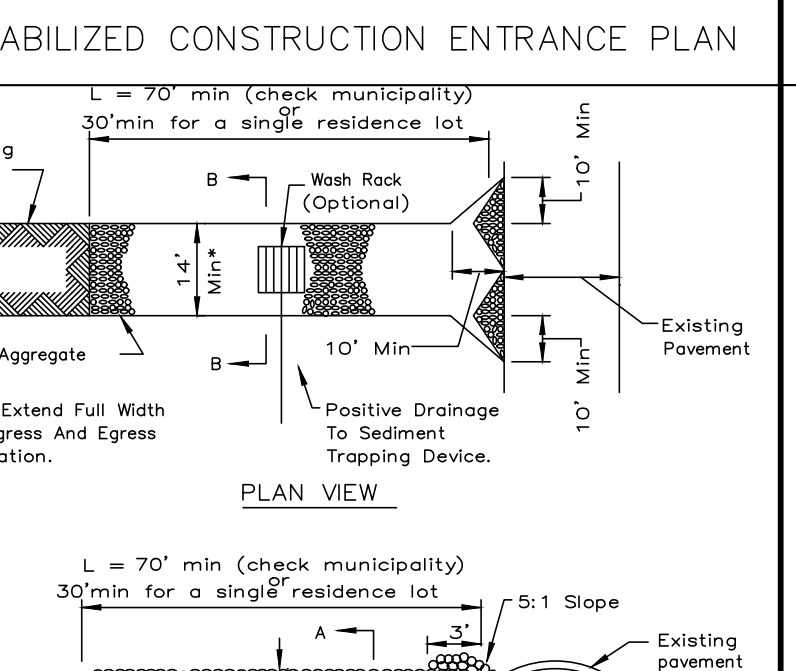 ABILIZED CONSTRUCTION ENTRANCE PLAN
L = 70' min (check municipality)
or
30'min for a single residence lot
10' Min
g
B
Wash Rack
(Optional)
14'
Min*
Existing
Pavement
10' Min
Aggregate
B
10' Min
Extend Full Width
gress And Egress
ation.
Positive Drainage
To Sediment
Trapping Device.
PLAN VIEW
L = 70' min (check municipality)
or
30'min for a single residence lot
5:1 Slope
A
3'
Existing
pavement